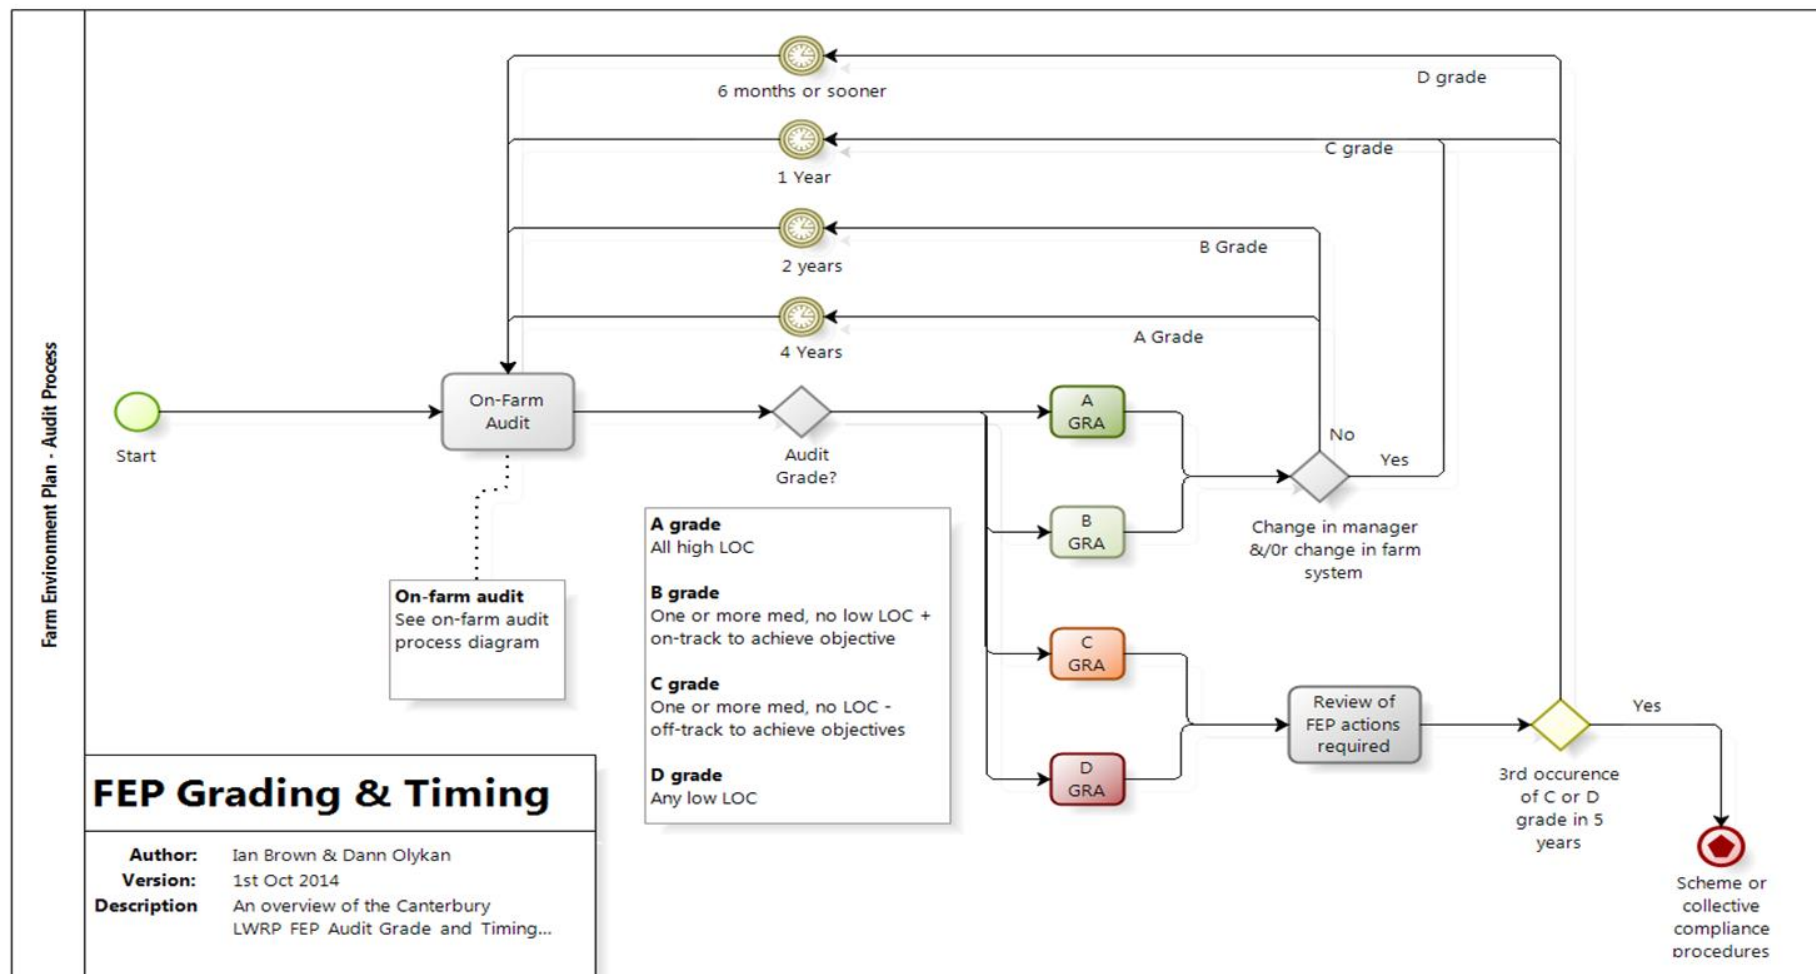 Farm Environment Plan - Audit Process
6 months or sooner
D grade
1 Year
C grade
2 years
B Grade
4 Years
A Grade
Start
On-Farm
Audit
Audit
Grade?
A
GRA
B
GRA
C
GRA
D
GRA
No
Yes
Change in manager
&/0r change in farm
system
On-farm audit
See on-farm audit
process diagram
A grade
All high LOC
B grade
One or more med, no low LOC +
on-track to achieve objective
C grade
One or more med, no LOC -
off-track to achieve objectives
D grade
Any low LOC
Review of
FEP actions
required
Yes
3rd occurence
of C or D
grade in 5
years
Scheme or
collective
compliance
procedures
FEP Grading & Timing
Author: Ian Brown & Dann Olykan
Version: 1st Oct 2014
Description An overview of the Canterbury
LWRP FEP Audit Grade and Timing...